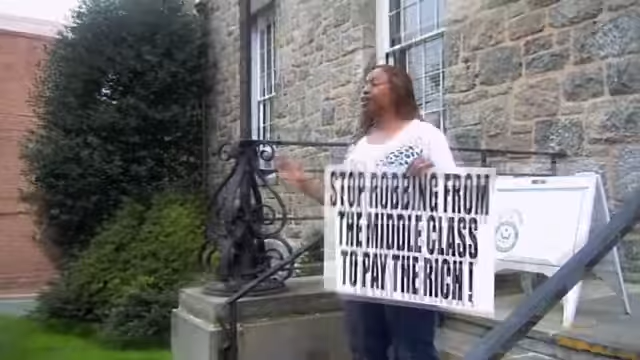 STOP ROBBING FROM
THE MIDDLE CLASS
TO PAY THE RICH!